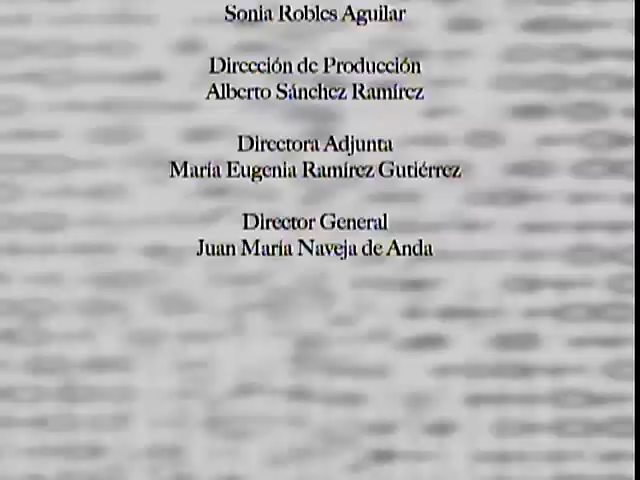 Sonia Robles Aguilar
Dirección de Producción
Alberto Sánchez Ramírez
Directora Adjunta
María Eugenia Ramírez Gutiérrez
Director General
Juan María Naveja de Anda